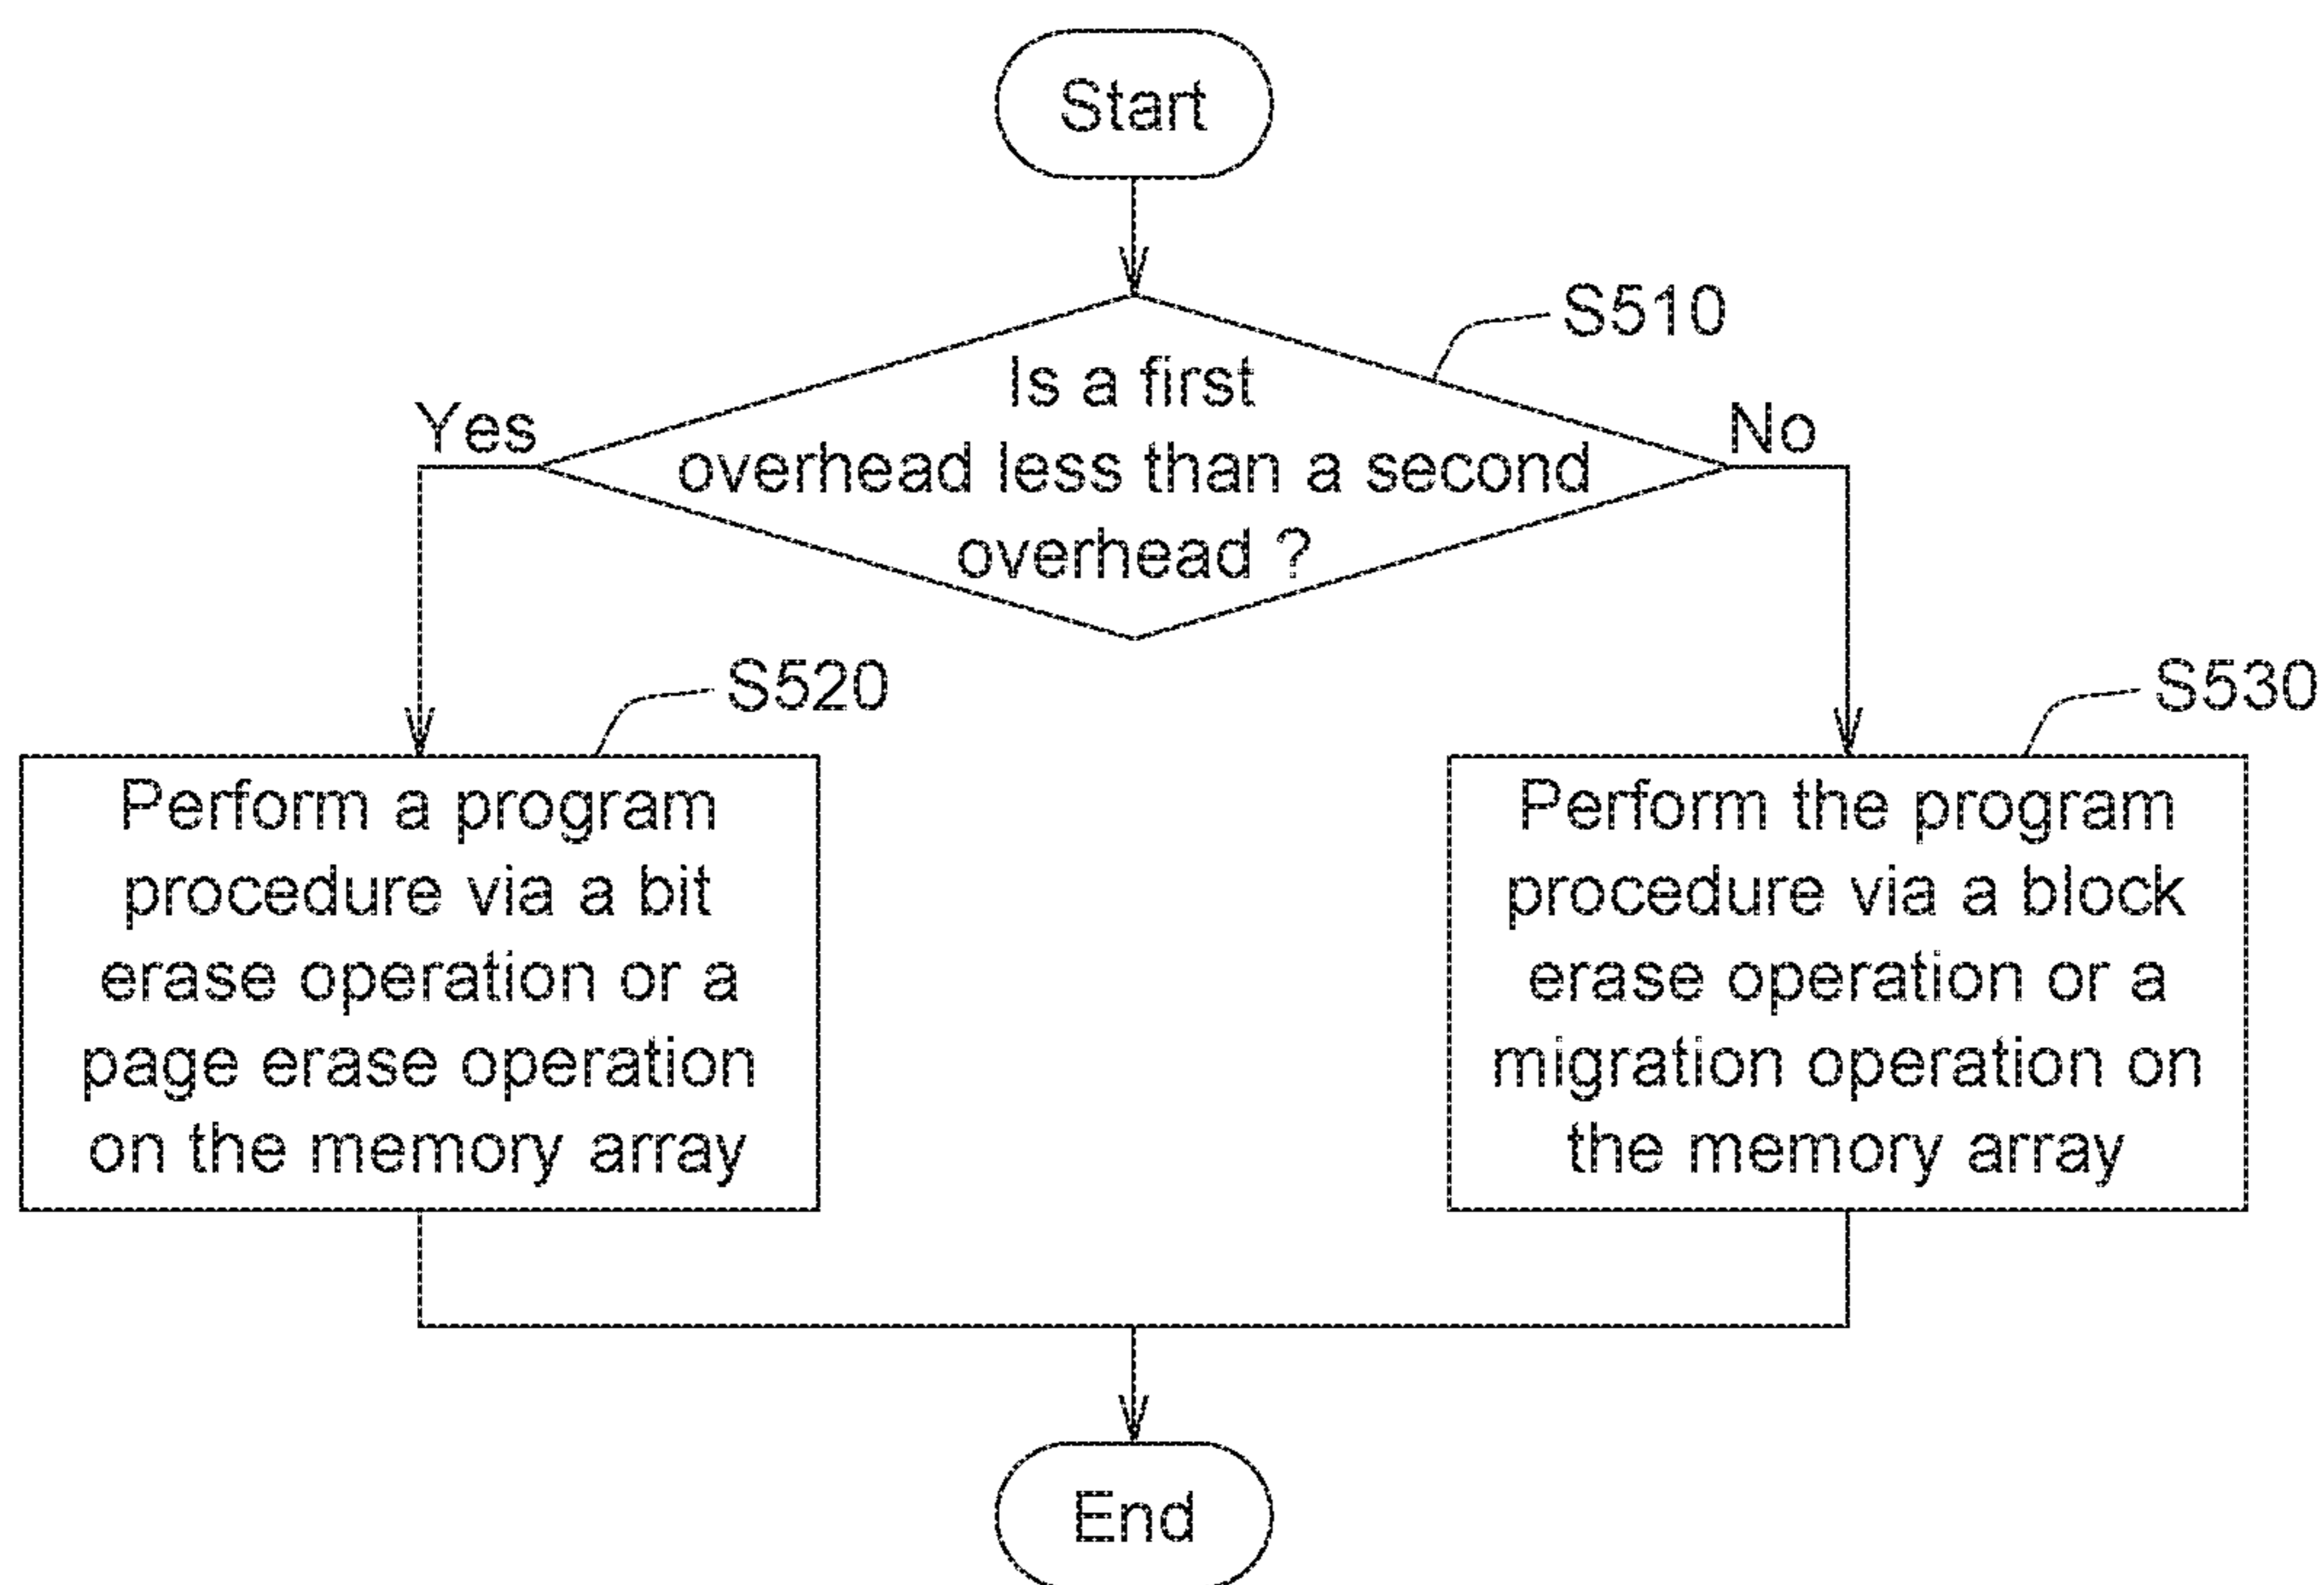 Start
S510
Is a first
overhead less than a second
overhead ?
Yes
No
S520
Perform a program
procedure via a bit
erase operation or a
page erase operation
on the memory array
S530
Perform the program
procedure via a block
erase operation or a
migration operation on
the memory array
End